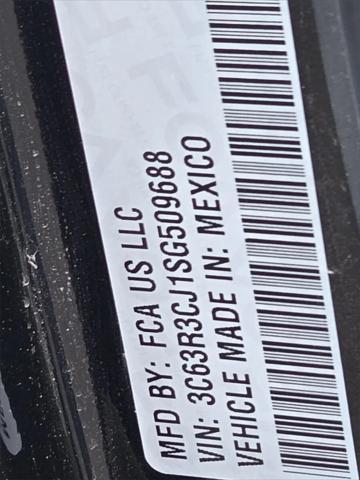 MFD BY: FCA US LLC
VIN: 3C63R3CJ1SG509688
VEHICLE MADE IN: MEXICO